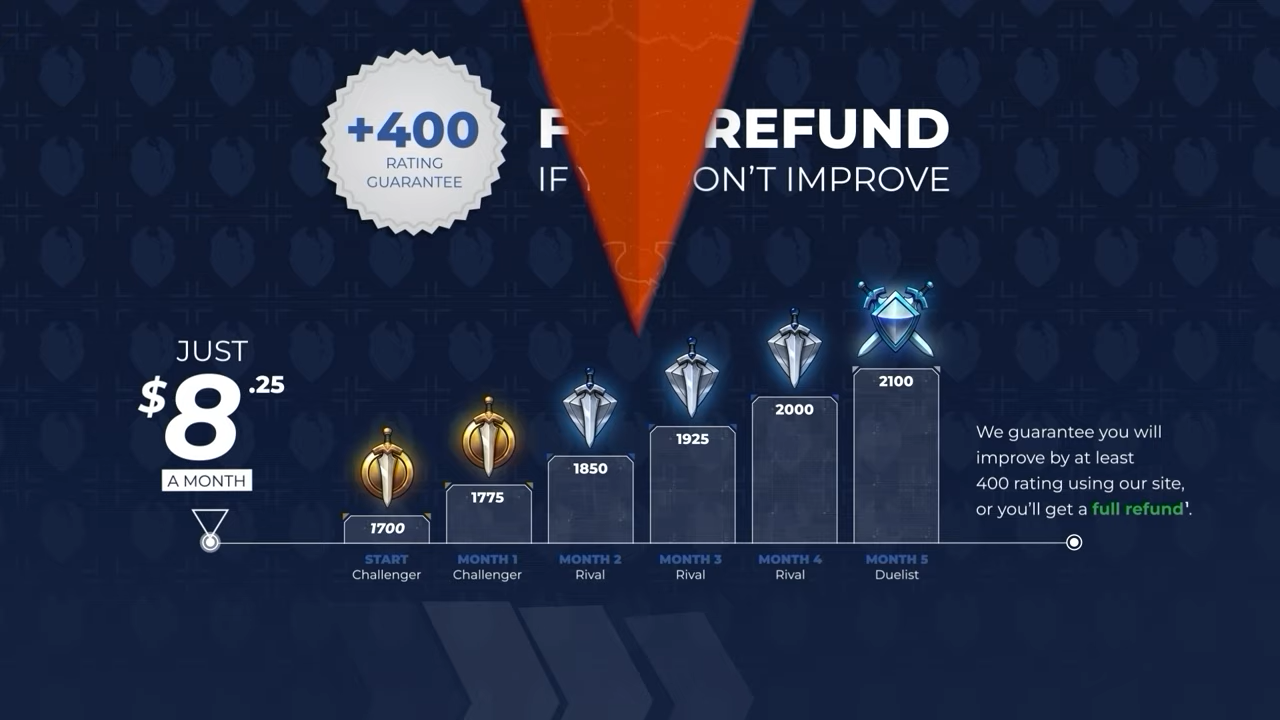 +400
RATING
GUARANTEE
REFUND
IF ON'T IMPROVE
JUST
$8.25
A MONTH
1700
1775
1850
1925
2000
2100
START
Challenger
MONTH 1
Challenger
MONTH 2
Rival
MONTH 3
Rival
MONTH 4
Rival
MONTH 5
Duelist
We guarantee you will
improve by at least
400 rating using our site,
or you'll get a full refund¹.